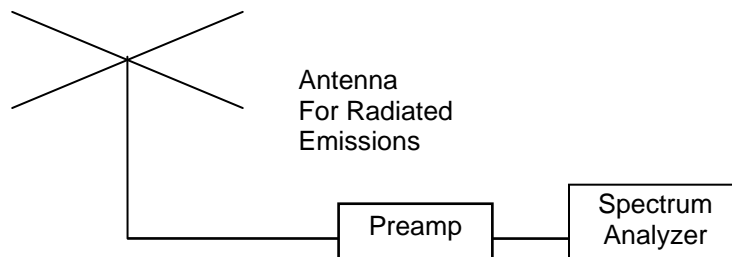 Antenna
For Radiated
Emissions
Preamp
Spectrum
Analyzer